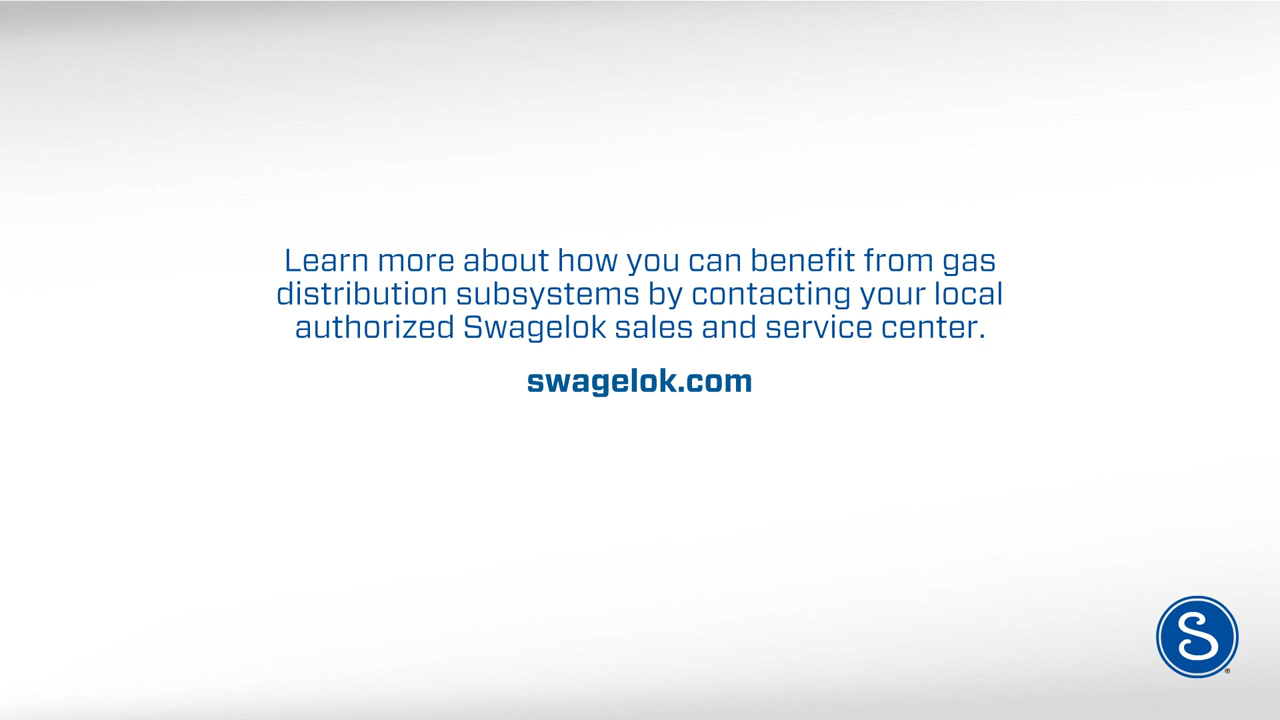 Learn more about how you can benefit from gas
distribution subsystems by contacting your local
authorized Swagelok sales and service center.
swagelok.com
S
®